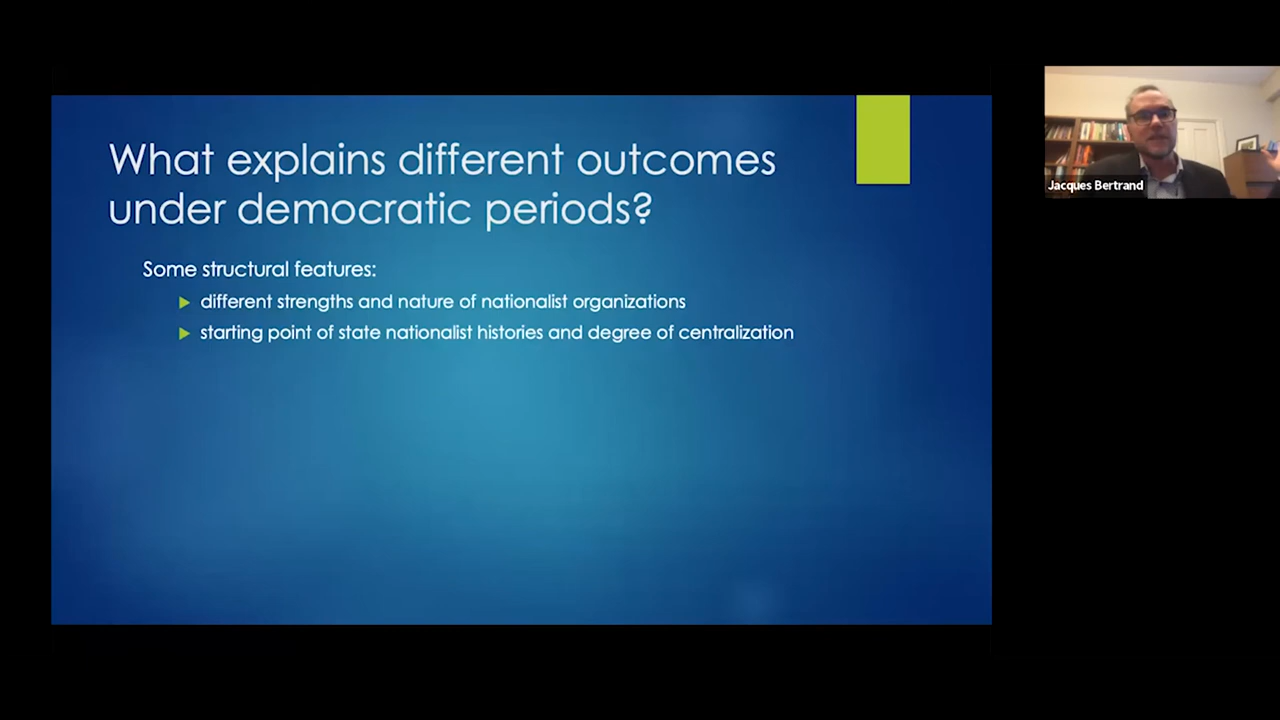 What explains different outcomes
under democratic periods?
Some structural features:
different strengths and nature of nationalist organizations
starting point of state nationalist histories and degree of centralization
Jacques Bertrand